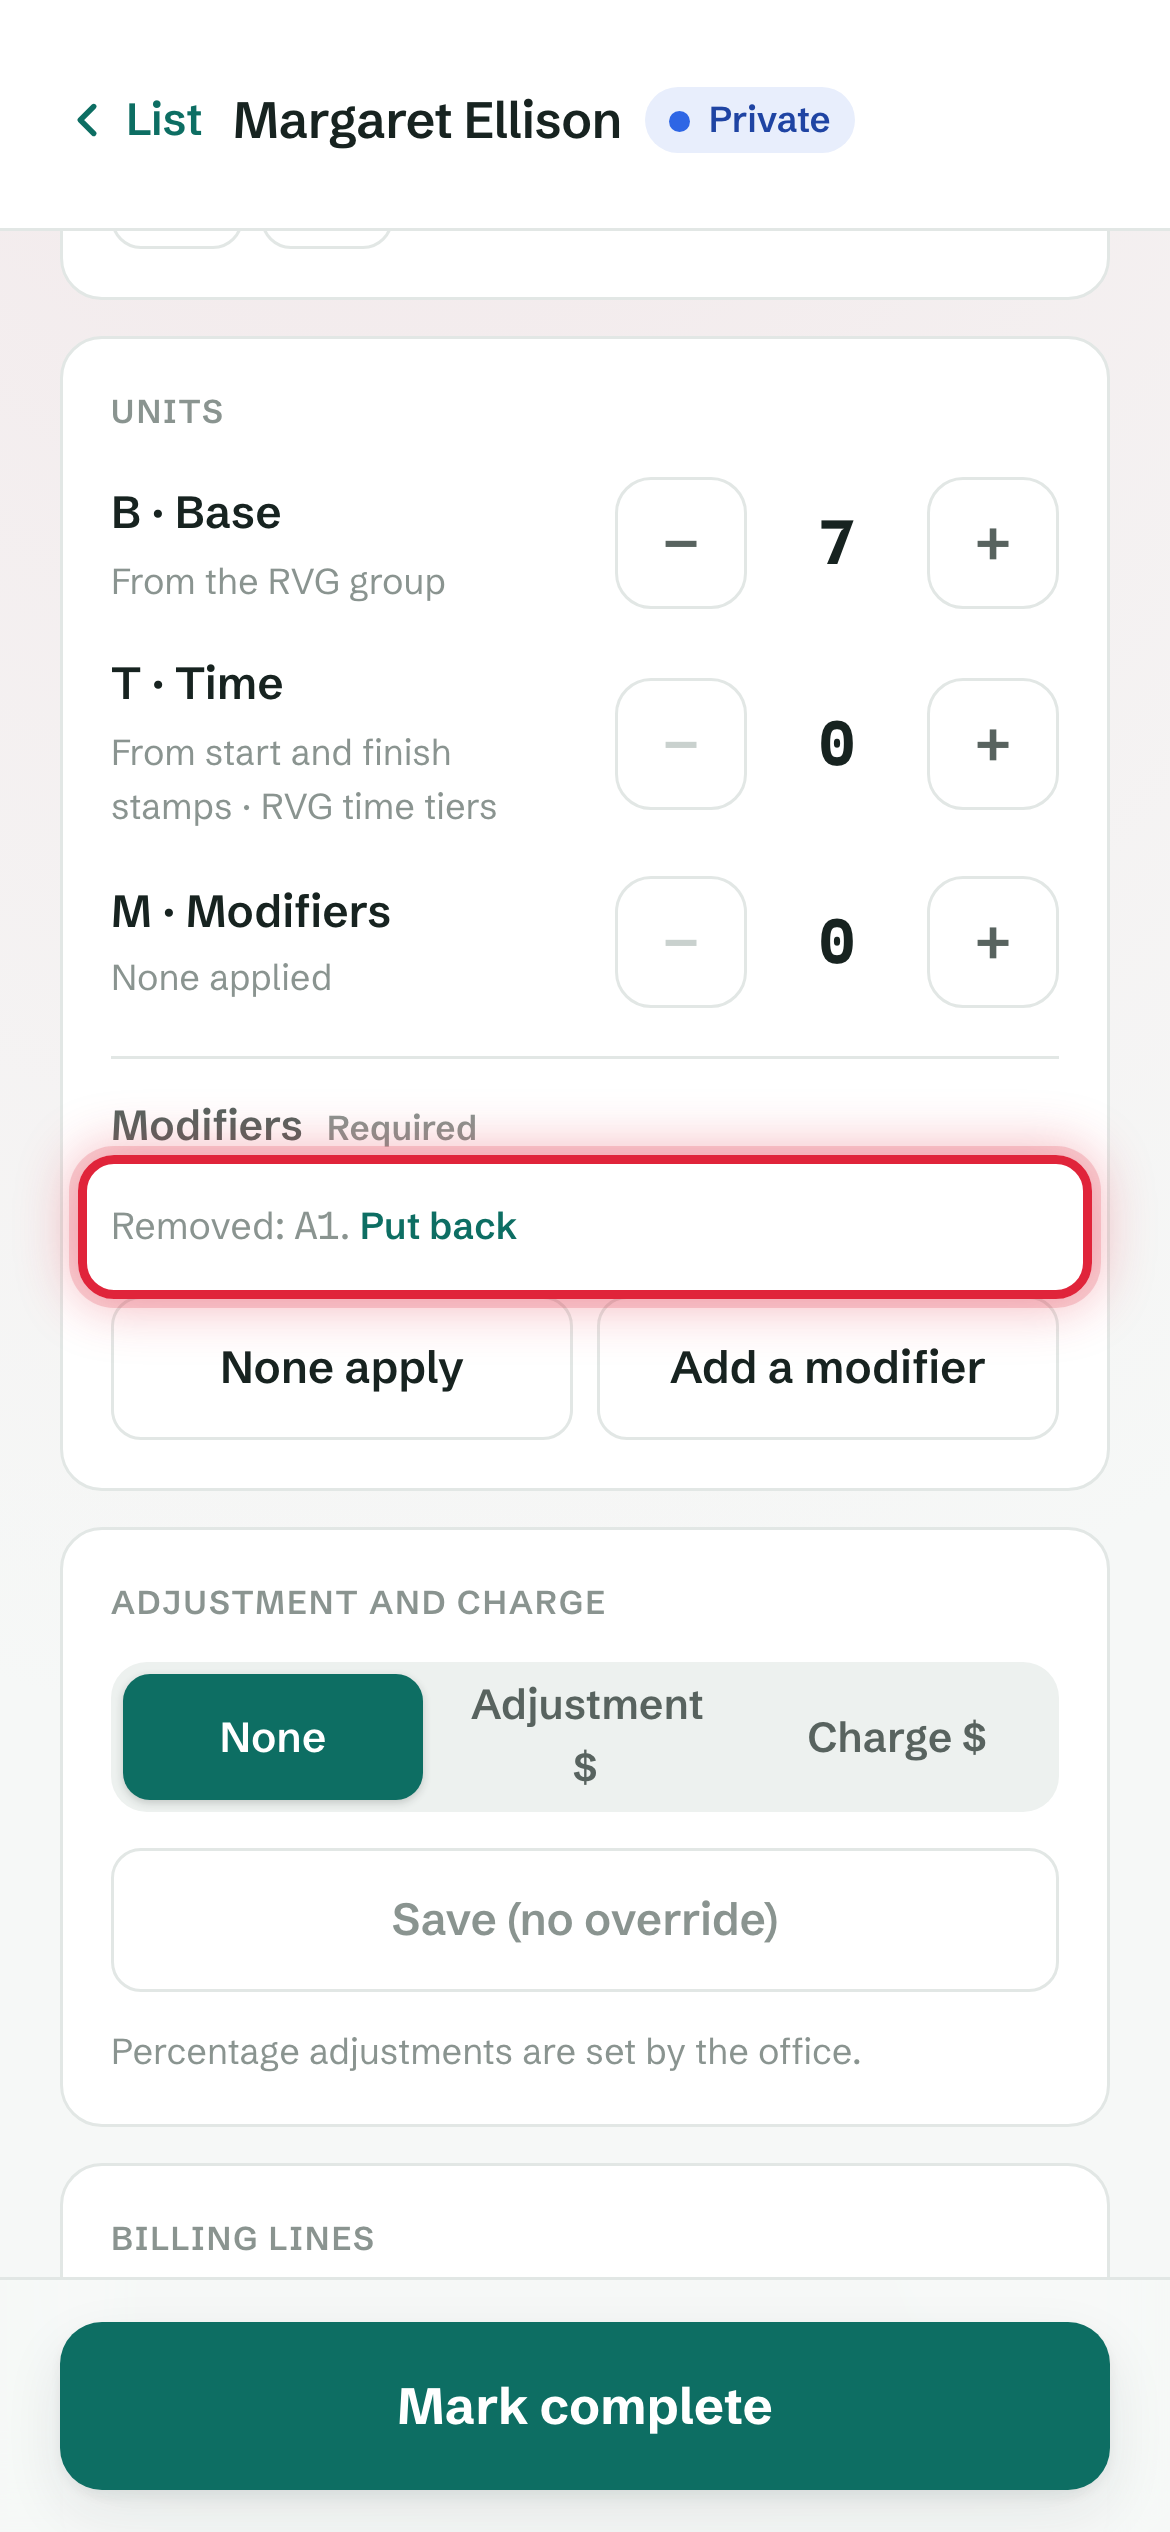 List Margaret Ellison Private
UNITS
B · Base
From the RVG group
− 7 +
T · Time
From start and finish
stamps · RVG time tiers
− 0 +
M · Modifiers
None applied
− 0 +
Modifiers Required
Removed: A1. Put back
None apply Add a modifier
ADJUSTMENT AND CHARGE
None
Adjustment
$
Charge $
Save (no override)
Percentage adjustments are set by the office.
BILLING LINES
Mark complete